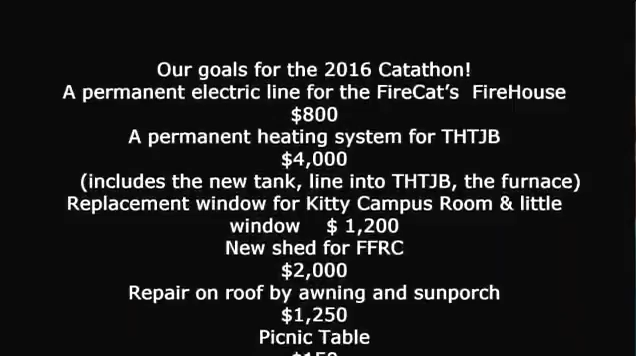 Our goals for the 2016 Catathon!
A permanent electric line for the FireCat's FireHouse
$800
A permanent heating system for THTJB
$4,000
(includes the new tank, line into THTJB, the furnace)
Replacement window for Kitty Campus Room & little
window $ 1,200
New shed for FFRC
$2,000
Repair on roof by awning and sunporch
$1,250
Picnic Table